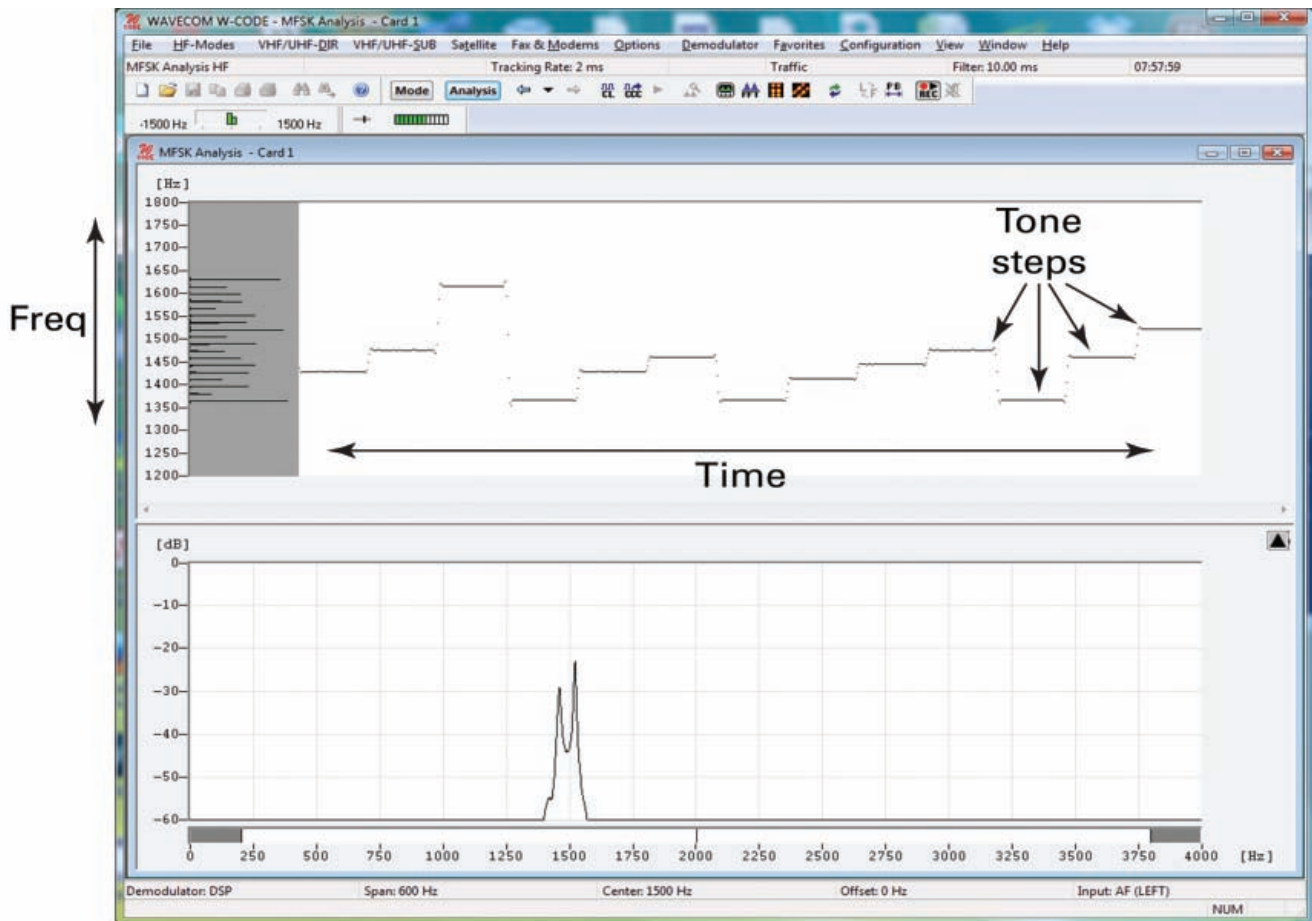 WAVECOM W-CODE - MFSK Analysis - Card 1
File HF-Modes VHF/UHF-DIR VHF/UHF-SUB Satellite Fax & Modems Options Demodulator Favorites Configuration View Window Help
MFSK Analysis HF Tracking Rate: 2 ms Traffic Filter: 10.00 ms 07:57:59
Mode Analysis CL CCC REC
-1500 Hz 1500 Hz
MFSK Analysis - Card 1
[Hz]
1800
1750
1700
1650
1600
1550
1500
1450
1400
1350
1300
1250
1200
Freq
Tone
steps
Time
[dB]
0
-10
-20
-30
-40
-50
-60
0 250 500 750 1000 1250 1500 1750 2000 2250 2500 2750 3000 3250 3500 3750 4000 [Hz]
Demodulator: DSP Span: 600 Hz Center: 1500 Hz Offset: 0 Hz Input: AF (LEFT)
NUM